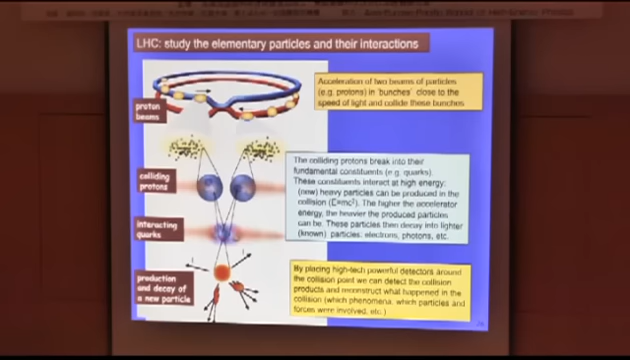 LHC: study the elementary particles and their interactions
Acceleration of two beams of particles
(e.g. protons) in 'bunches' close to the
speed of light and collide these bunches
proton
beams
The colliding protons break into their
fundamental constituents (e.g. quarks).
These constituents interact at high energy:
(new) heavy particles can be produced in the
collision (E=mc²). The higher the accelerator
energy, the heavier the produced particles
can be. These particles then decay into lighter
(known) particles: electrons, photons, etc.
colliding
protons
interacting
quarks
production
and decay of
a new particle
By placing high-tech powerful detectors around
the collision point we can detect the collision
products and reconstruct what happened in the
collision (which phenomena, which particles and
forces were involved, etc.)